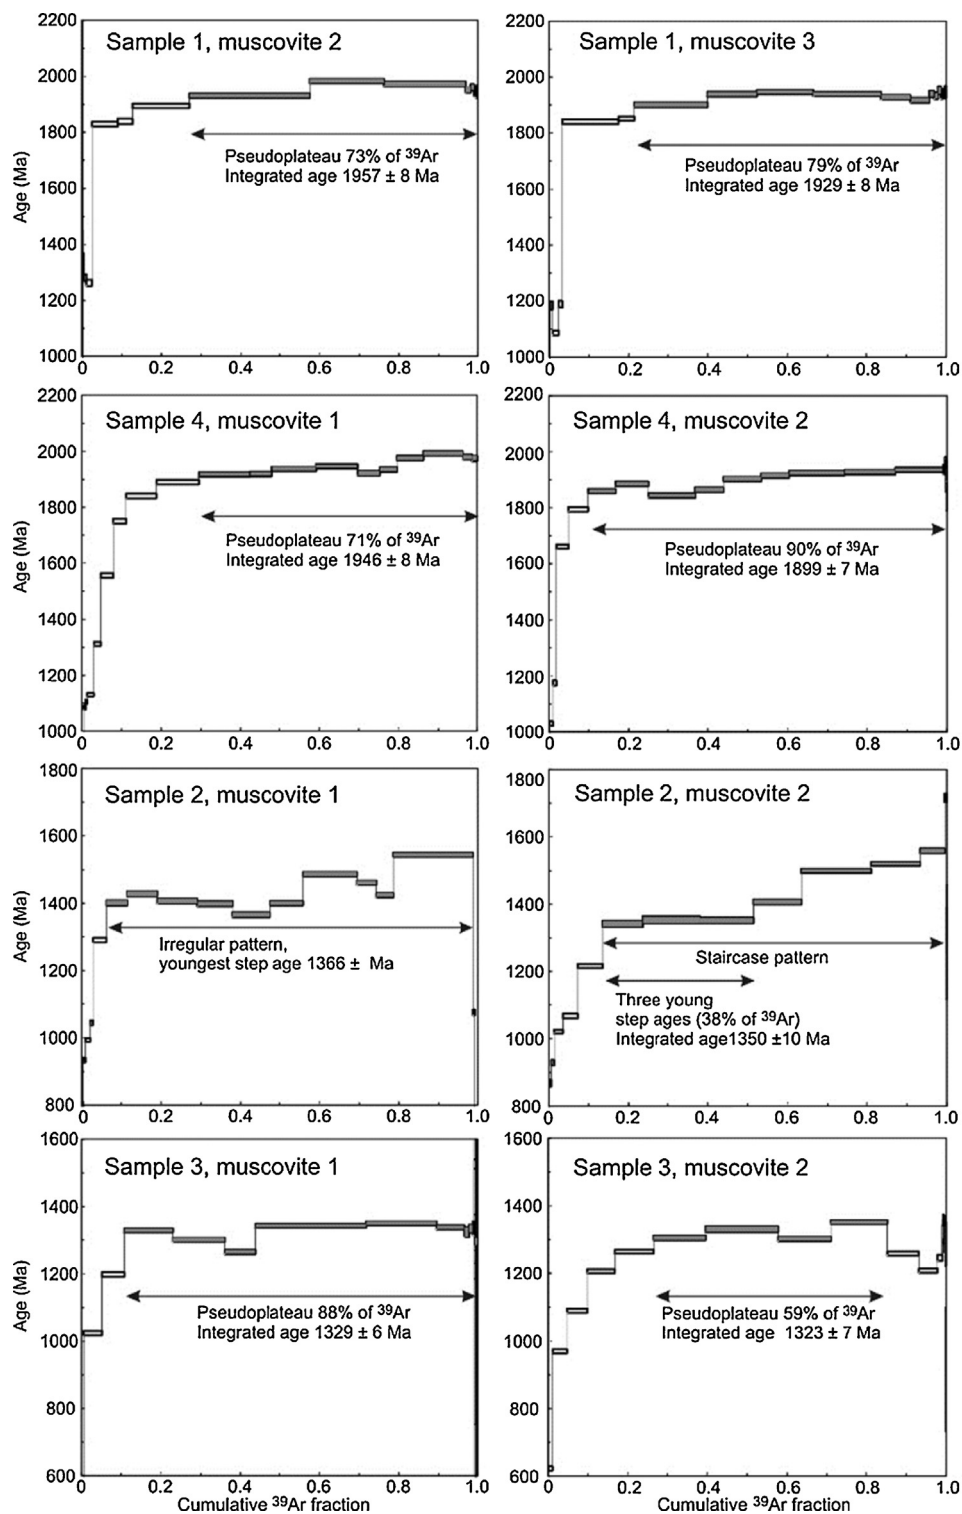 Sample 1, muscovite 2
2200
2000
1800
1600
1400
1200
1000
Age (Ma)
Pseudoplateau 73% of ³⁹Ar
Integrated age 1957 ± 8 Ma
0 0.2 0.4 0.6 0.8 1.0
Sample 1, muscovite 3
2200
2000
1800
1600
1400
1200
1000
Pseudoplateau 79% of ³⁹Ar
Integrated age 1929 ± 8 Ma
0 0.2 0.4 0.6 0.8 1.0
Sample 4, muscovite 1
2200
2000
1800
1600
1400
1200
1000
Age (Ma)
Pseudoplateau 71% of ³⁹Ar
Integrated age 1946 ± 8 Ma
0 0.2 0.4 0.6 0.8 1.0
Sample 4, muscovite 2
2200
2000
1800
1600
1400
1200
1000
Pseudoplateau 90% of ³⁹Ar
Integrated age 1899 ± 7 Ma
0 0.2 0.4 0.6 0.8 1.0
Sample 2, muscovite 1
1800
1600
1400
1200
1000
800
Age (Ma)
Irregular pattern,
youngest step age 1366 ± Ma
0 0.2 0.4 0.6 0.8 1.0
Sample 2, muscovite 2
1800
1600
1400
1200
1000
800
Staircase pattern
Three young
step ages (38% of ³⁹Ar)
Integrated age1350 ±10 Ma
0 0.2 0.4 0.6 0.8 1.0
Sample 3, muscovite 1
1600
1400
1200
1000
800
600
Age (Ma)
Pseudoplateau 88% of ³⁹Ar
Integrated age 1329 ± 6 Ma
0 0.2 0.4 0.6 0.8 1.0
Cumulative ³⁹Ar fraction
Sample 3, muscovite 2
1600
1400
1200
1000
800
600
Pseudoplateau 59% of ³⁹Ar
Integrated age 1323 ± 7 Ma
0 0.2 0.4 0.6 0.8 1.0
Cumulative ³⁹Ar fraction